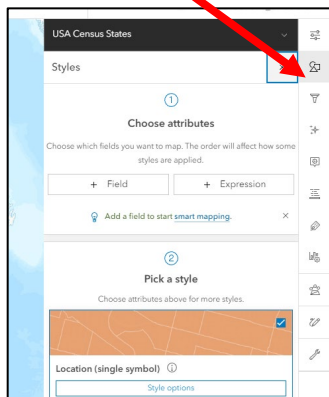 USA Census States
Styles
1
Choose attributes
Choose which fields you want to map. The order will affect how some
styles are applied.
+ Field
+ Expression
Add a field to start smart mapping.
2
Pick a style
Choose attributes above for more styles.
Location (single symbol)
Style options